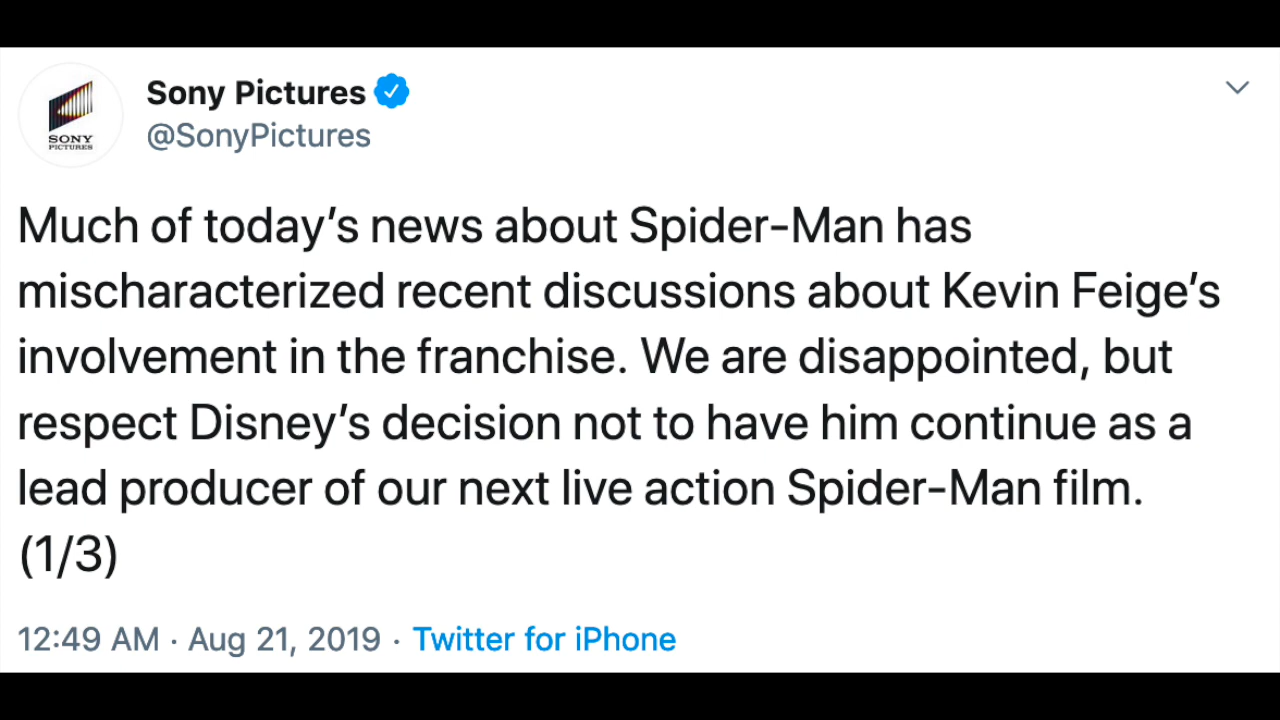 SONY
PICTURES
Sony Pictures
@SonyPictures
Much of today’s news about Spider-Man has
mischaracterized recent discussions about Kevin Feige’s
involvement in the franchise. We are disappointed, but
respect Disney’s decision not to have him continue as a
lead producer of our next live action Spider-Man film.
(1/3)
12:49 AM · Aug 21, 2019 · Twitter for iPhone